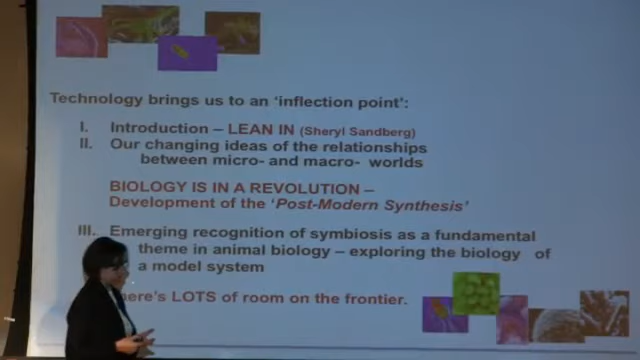 Technology brings us to an 'inflection point':
I. Introduction – LEAN IN (Sheryl Sandberg)
II. Our changing ideas of the relationships
between micro- and macro- worlds
BIOLOGY IS IN A REVOLUTION –
Development of the 'Post-Modern Synthesis'
III. Emerging recognition of symbiosis as a fundamental
theme in animal biology – exploring the biology of
a model system
ere's LOTS of room on the frontier.